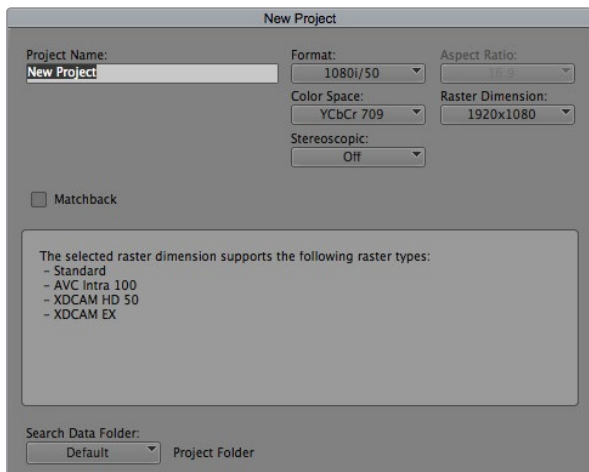 New Project
Project Name:
New Project
Format:
1080i/50
Aspect Ratio:
16:9
Color Space:
YCbCr 709
Raster Dimension:
1920x1080
Stereoscopic:
Off
Matchback
The selected raster dimension supports the following raster types:
– Standard
– AVC Intra 100
– XDCAM HD 50
– XDCAM EX
Search Data Folder:
Default
Project Folder